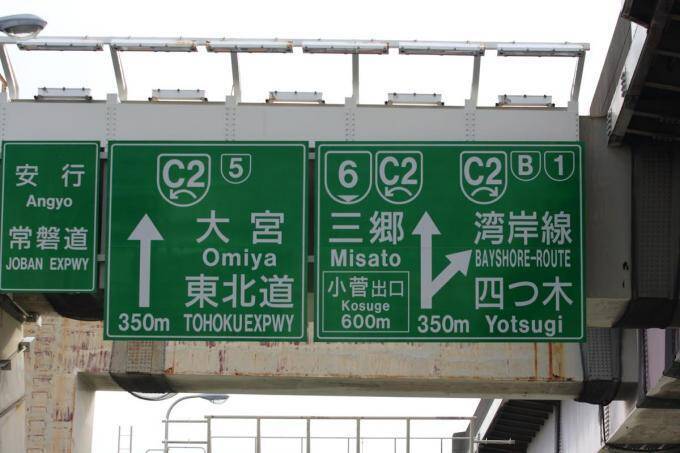 安行
Angyo
常磐道
JOBAN EXPWY
C2 5
大宮
Omiya
東北道
350m TOHOKU EXPWY
6 C2
三郷
Misato
小菅出口
Kosuge
600m
C2 B 1
湾岸線
BAYSHORE-ROUTE
四つ木
350m Yotsugi